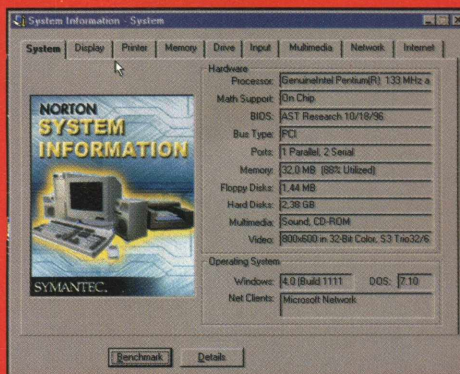 System Information - System
System Display Printer Memory Drive Input Multimedia Network Internet
NORTON
SYSTEM
INFORMATION
SYMANTEC.
Hardware
Processor: GenuineIntel Pentium(R) 133 MHz a
Math Support: On Chip
BIOS: AST Research 10/18/96
Bus Type: PCI
Ports: 1 Parallel, 2 Serial
Memory: 32,0 MB (88% Utilized)
Floppy Disks: 1,44 MB
Hard Disks: 2,38 GB
Multimedia: Sound, CD-ROM
Video: 800x600 in 32-Bit Color, S3 Trio32/6
Operating System
Windows: 4.0 (Build 1111 DOS: 7.10
Net Clients: Microsoft Network
Benchmark Details